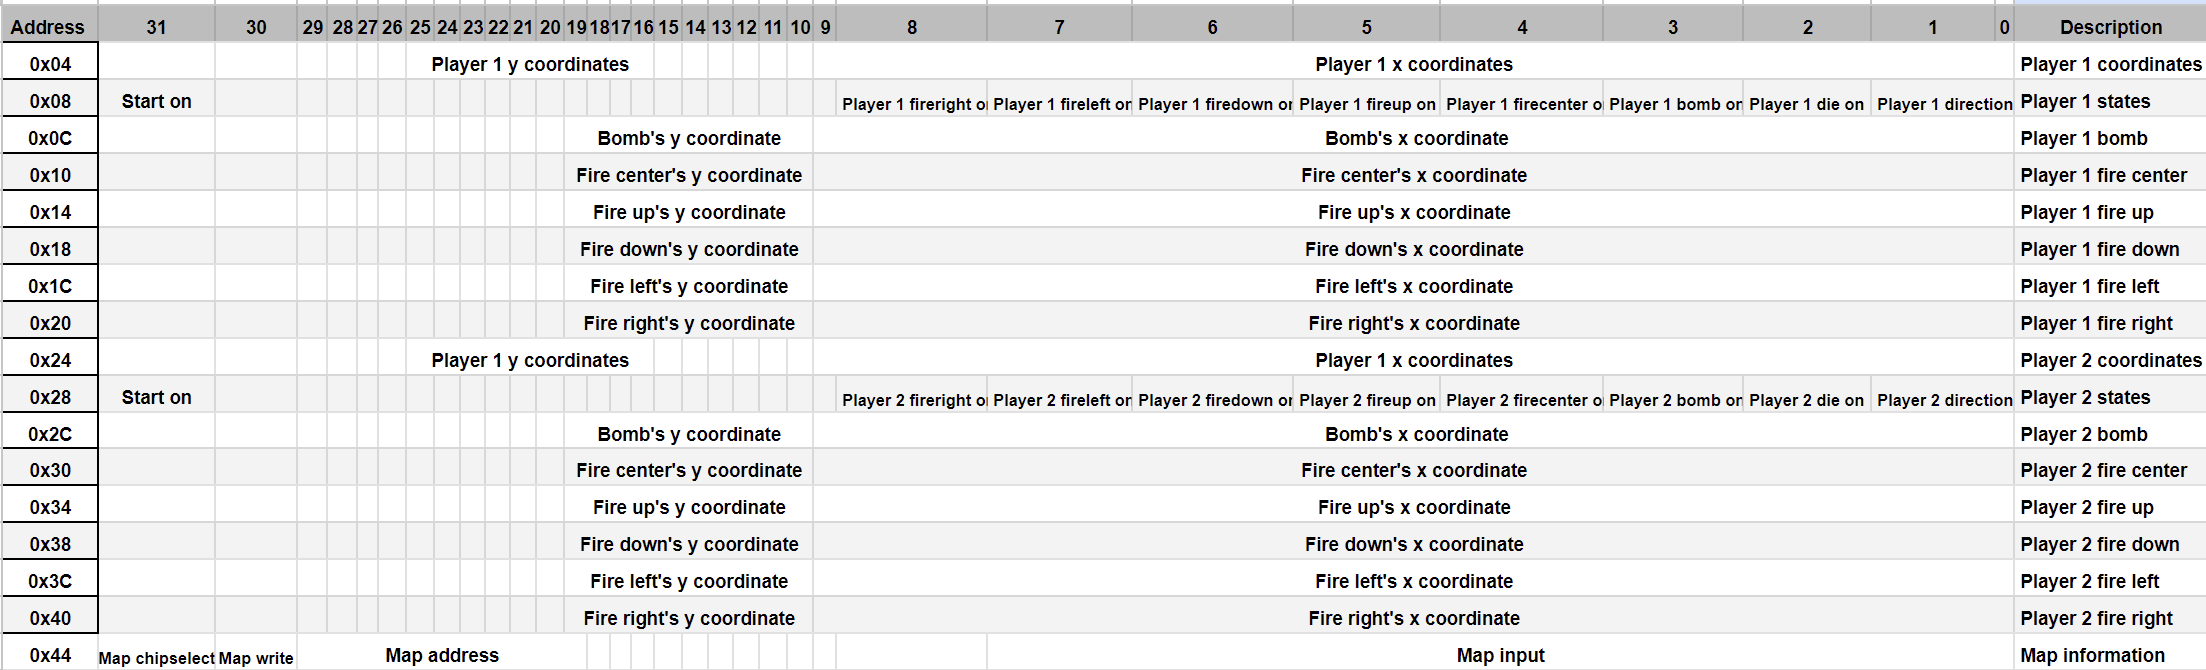 Address 31 30 29 28 27 26 25 24 23 22 21 20 19 18 17 16 15 14 13 12 11 10 9 8 7 6 5 4 3 2 1 0 Description
0x04 Player 1 y coordinates Player 1 x coordinates Player 1 coordinates
0x08 Start on Player 1 fireright o Player 1 fireleft on Player 1 firedown on Player 1 fireup on Player 1 firecenter o Player 1 bomb on Player 1 die on Player 1 direction Player 1 states
0x0C Bomb's y coordinate Bomb's x coordinate Player 1 bomb
0x10 Fire center's y coordinate Fire center's x coordinate Player 1 fire center
0x14 Fire up's y coordinate Fire up's x coordinate Player 1 fire up
0x18 Fire down's y coordinate Fire down's x coordinate Player 1 fire down
0x1C Fire left's y coordinate Fire left's x coordinate Player 1 fire left
0x20 Fire right's y coordinate Fire right's x coordinate Player 1 fire right
0x24 Player 1 y coordinates Player 1 x coordinates Player 2 coordinates
0x28 Start on Player 2 fireright o Player 2 fireleft on Player 2 firedown on Player 2 fireup on Player 2 firecenter o Player 2 bomb on Player 2 die on Player 2 direction Player 2 states
0x2C Bomb's y coordinate Bomb's x coordinate Player 2 bomb
0x30 Fire center's y coordinate Fire center's x coordinate Player 2 fire center
0x34 Fire up's y coordinate Fire up's x coordinate Player 2 fire up
0x38 Fire down's y coordinate Fire down's x coordinate Player 2 fire down
0x3C Fire left's y coordinate Fire left's x coordinate Player 2 fire left
0x40 Fire right's y coordinate Fire right's x coordinate Player 2 fire right
0x44 Map chipselect Map write Map address Map input Map information